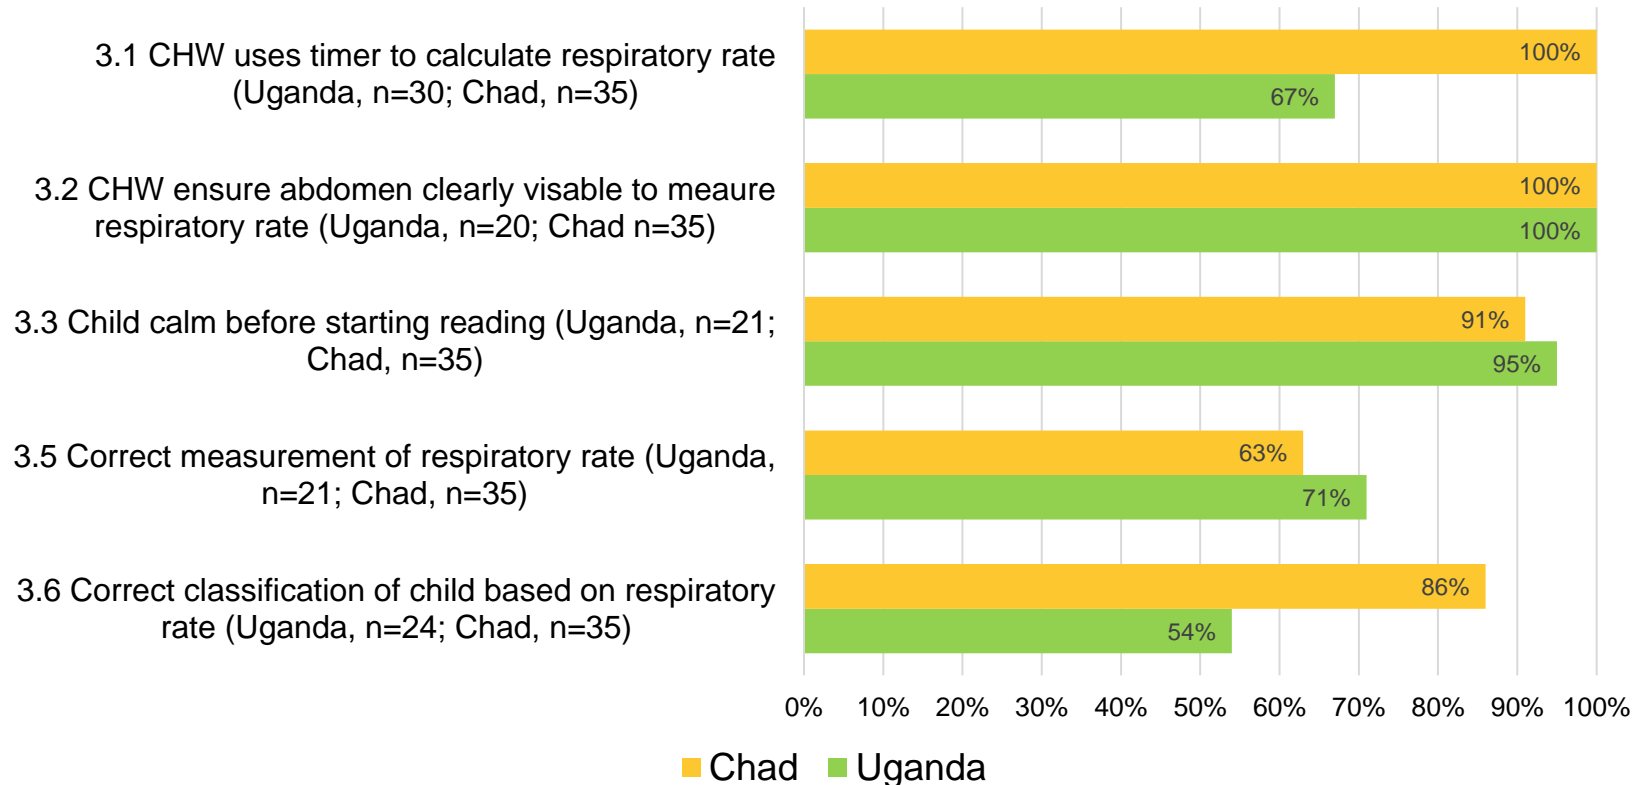 3.1 CHW uses timer to calculate respiratory rate
(Uganda, n=30; Chad, n=35)
100%
67%
3.2 CHW ensure abdomen clearly visable to meaure
respiratory rate (Uganda, n=20; Chad n=35)
100%
100%
3.3 Child calm before starting reading (Uganda, n=21;
Chad, n=35)
91%
95%
3.5 Correct measurement of respiratory rate (Uganda,
n=21; Chad, n=35)
63%
71%
3.6 Correct classification of child based on respiratory
rate (Uganda, n=24; Chad, n=35)
86%
54%
0% 10% 20% 30% 40% 50% 60% 70% 80% 90% 100%
Chad Uganda